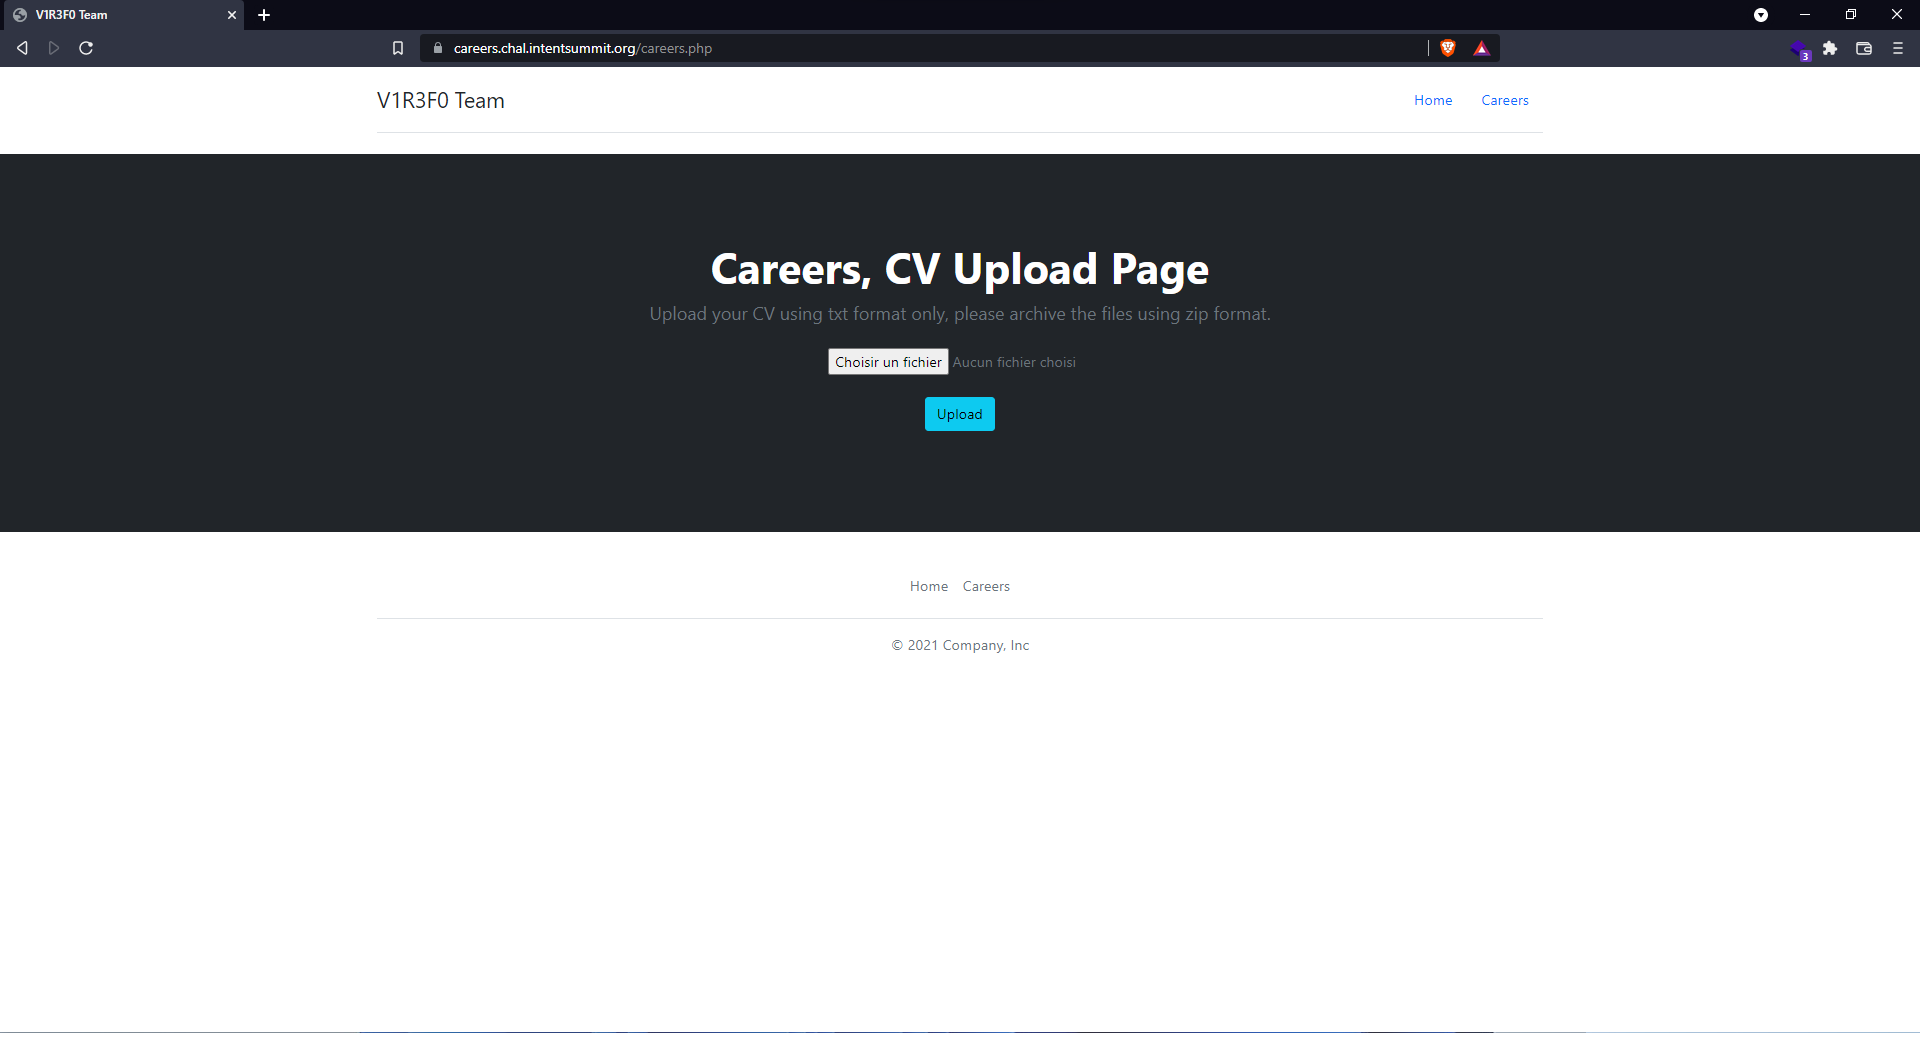 V1R3F0 Team
careers.chal.intentsummit.org/careers.php
3
V1R3F0 Team
Home Careers
Careers, CV Upload Page
Upload your CV using txt format only, please archive the files using zip format.
Choisir un fichier Aucun fichier choisi
Upload
Home Careers
© 2021 Company, Inc